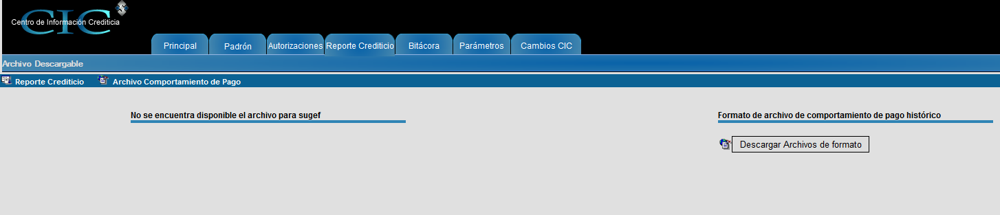 CIC
Centro de Información Crediticia
Principal
Padrón
Autorizaciones
Reporte Crediticio
Bitácora
Parámetros
Cambios CIC
Archivo Descargable
Reporte Crediticio
Archivo Comportamiento de Pago
No se encuentra disponible el archivo para sugef
Formato de archivo de comportamiento de pago histórico
Descargar Archivos de formato